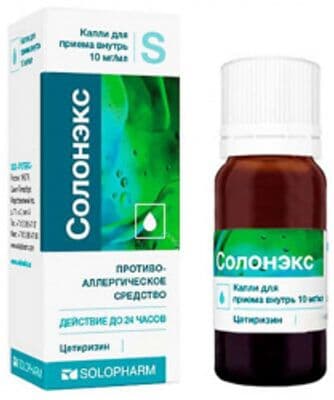 Капли для
приема внутрь
10 мг/мл
S
Солонэкс
ПРОТИВО-
АЛЛЕРГИЧЕСКОЕ
СРЕДСТВО
ДЕЙСТВИЕ ДО 24 ЧАСОВ
Цетиризин
SOLOPHARM
Солонэкс
Капли для
приема внутрь 10 мг/мл
Цетиризин